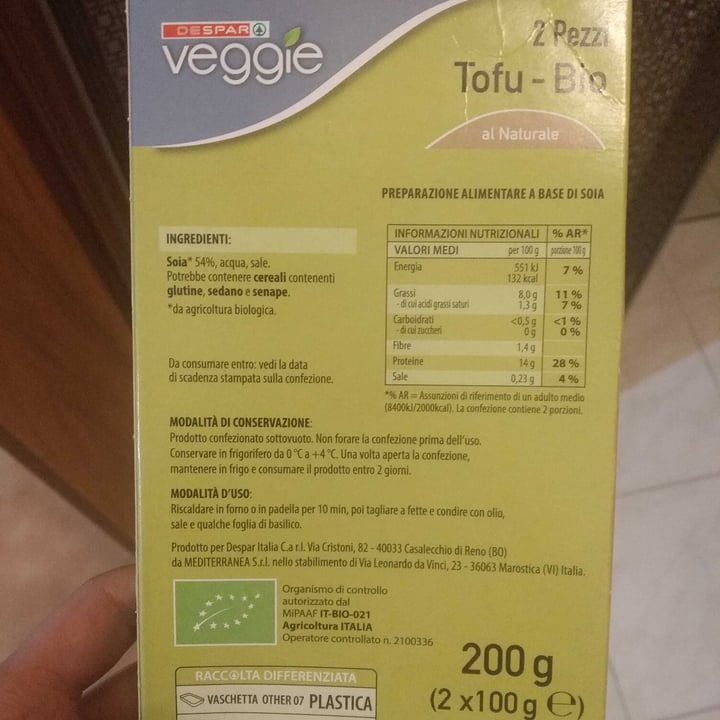 DESPAR
veggie
2 Pezzi
Tofu - Bio
al Naturale
PREPARAZIONE ALIMENTARE A BASE DI SOIA
INGREDIENTI:
Soia* 54%, acqua, sale.
Potrebbe contenere cereali contenenti
glutine, sedano e senape.
*da agricoltura biologica.
Da consumare entro: vedi la data
di scadenza stampata sulla confezione.
INFORMAZIONI NUTRIZIONALI % AR*
VALORI MEDI per 100 g porzione 100 g
Energia 551 kJ 7 %
132 kcal
Grassi 8,0 g 11 %
- di cui acidi grassi saturi 1,3 g 7 %
Carboidrati <0,5 g <1 %
- di cui zuccheri 0 g 0 %
Fibre 1,4 g
Proteine 14 g 28 %
Sale 0,23 g 4 %
*% AR = Assunzioni di riferimento di un adulto medio
(8400kJ/2000kcal). La confezione contiene 2 porzioni.
MODALITÀ DI CONSERVAZIONE:
Prodotto confezionato sottovuoto. Non forare la confezione prima dell'uso.
Conservare in frigorifero da 0 °C a +4 °C. Una volta aperta la confezione,
mantenere in frigo e consumare il prodotto entro 2 giorni.
MODALITÀ D'USO:
Riscaldare in forno o in padella per 10 min, poi tagliare a fette e condire con olio,
sale e qualche foglia di basilico.
Prodotto per Despar Italia C.a r.l. Via Cristoni, 82 - 40033 Casalecchio di Reno (BO)
da MEDITERRANEA S.r.l. nello stabilimento di Via Leonardo da Vinci, 23 - 36063 Marostica (VI) Italia.
Organismo di controllo
autorizzato dal
MiPAAF IT-BIO-021
Agricoltura ITALIA
Operatore controllato n. 2100336
200 g
(2 x100 g ℮)
RACCOLTA DIFFERENZIATA
VASCHETTA OTHER 07 PLASTICA